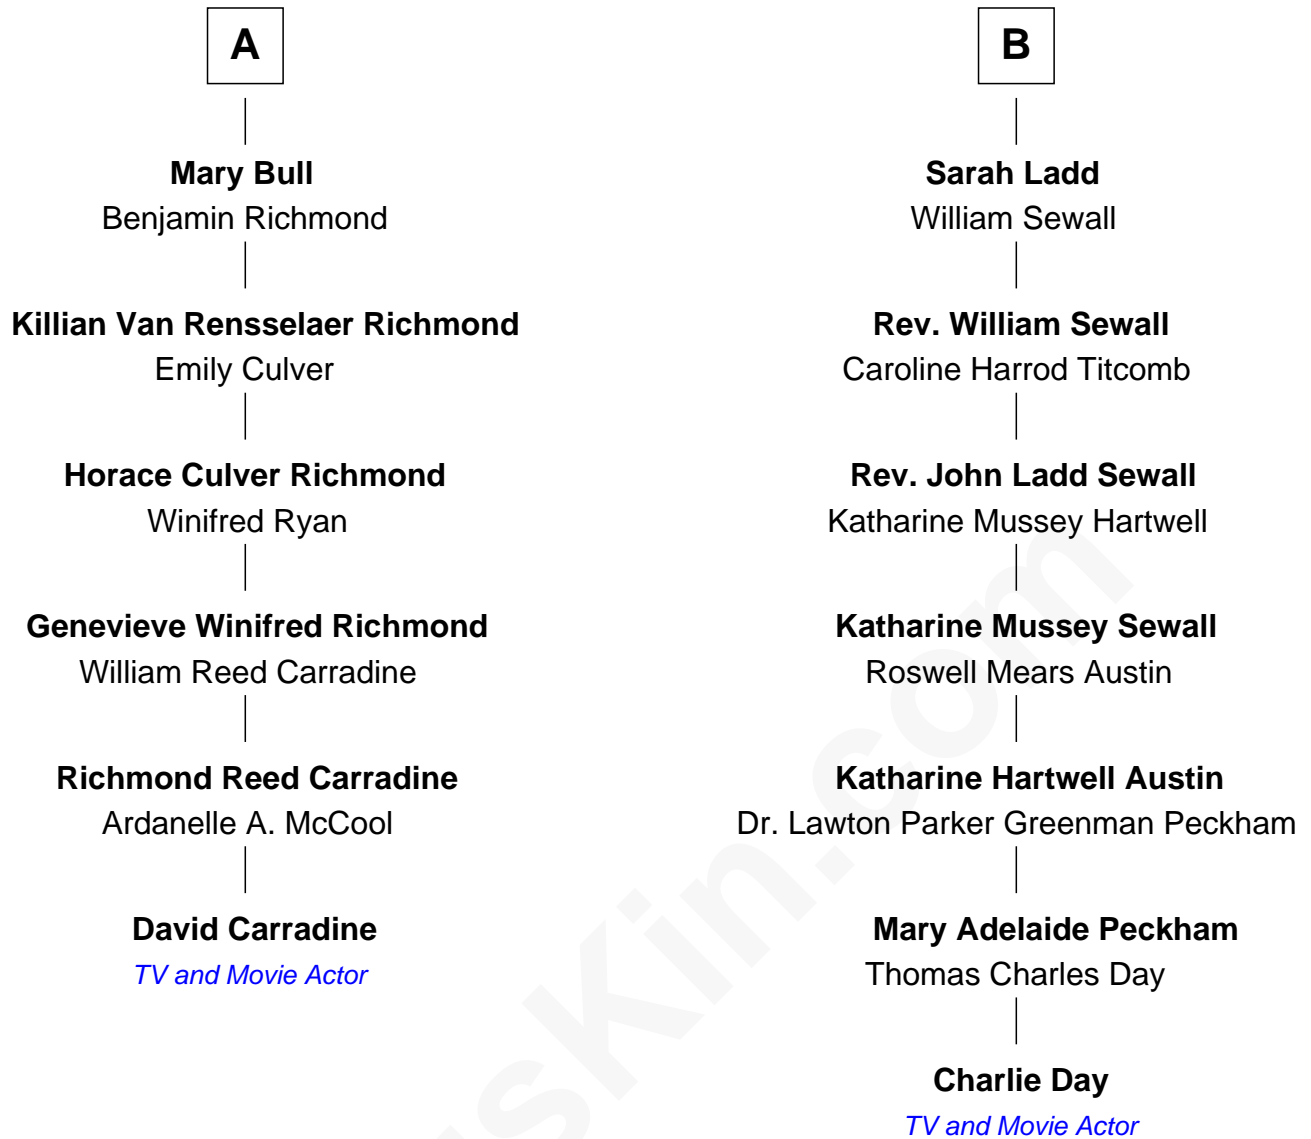 A
Mary Bull
Benjamin Richmond
Killian Van Rensselaer Richmond
Emily Culver
Horace Culver Richmond
Winifred Ryan
Genevieve Winifred Richmond
William Reed Carradine
Richmond Reed Carradine
Ardanelle A. McCool
David Carradine
TV and Movie Actor
B
Sarah Ladd
William Sewall
Rev. William Sewall
Caroline Harrod Titcomb
Rev. John Ladd Sewall
Katharine Mussey Hartwell
Katharine Mussey Sewall
Roswell Mears Austin
Katharine Hartwell Austin
Dr. Lawton Parker Greenman Peckham
Mary Adelaide Peckham
Thomas Charles Day
Charlie Day
TV and Movie Actor
sKin.com